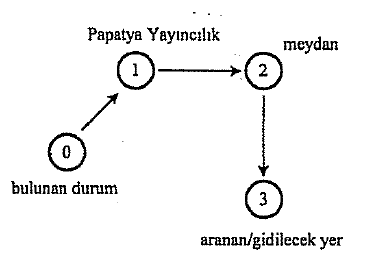 Papatya Yayıncılık
meydan
1
2
0
bulunan durum
3
aranan/gidilecek yer